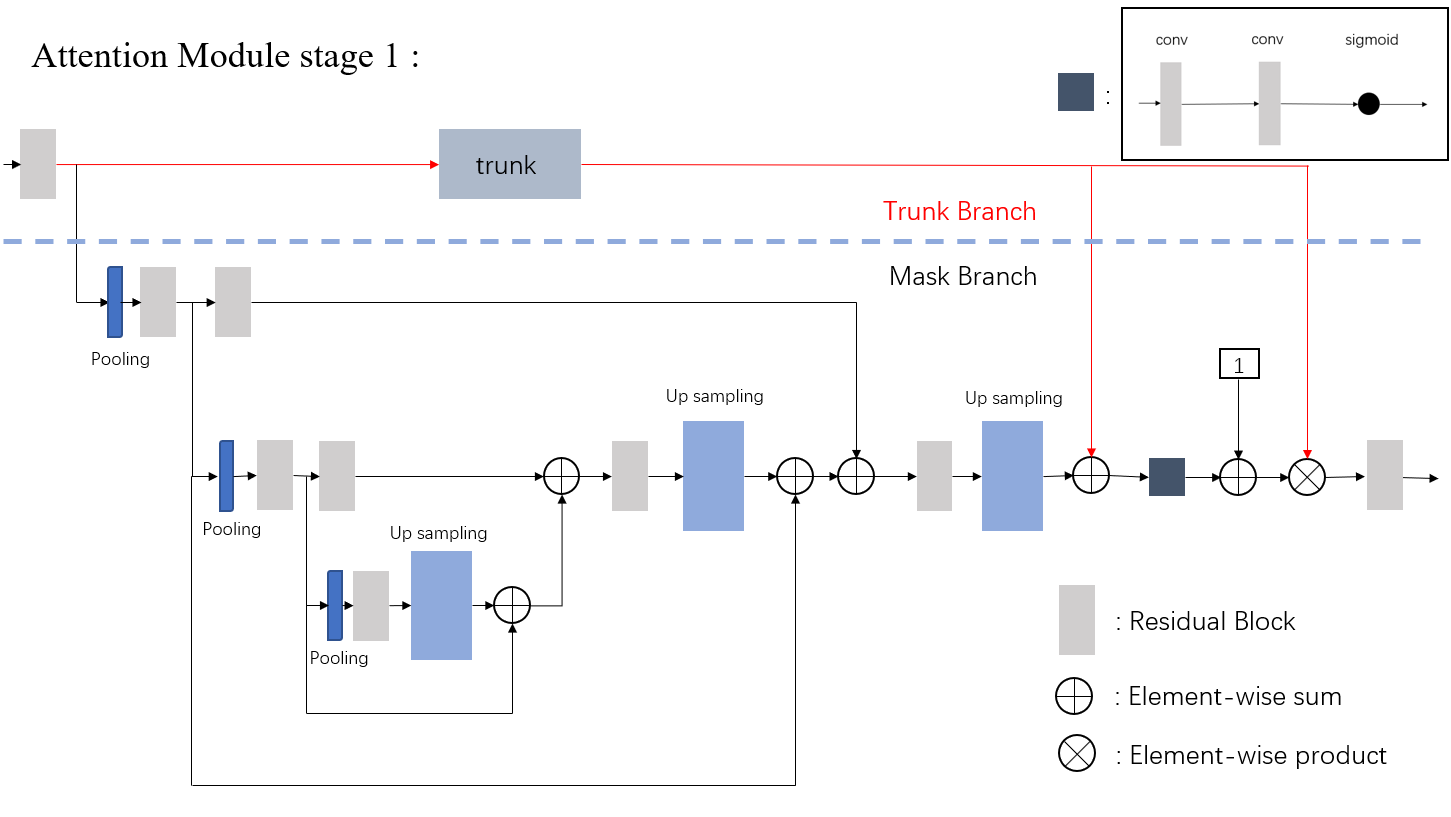 Attention Module stage 1 :
conv
conv
sigmoid
:
trunk
Trunk Branch
Mask Branch
Pooling
1
Up sampling
Up sampling
Pooling
Up sampling
Pooling
: Residual Block
: Element-wise sum
: Element-wise product